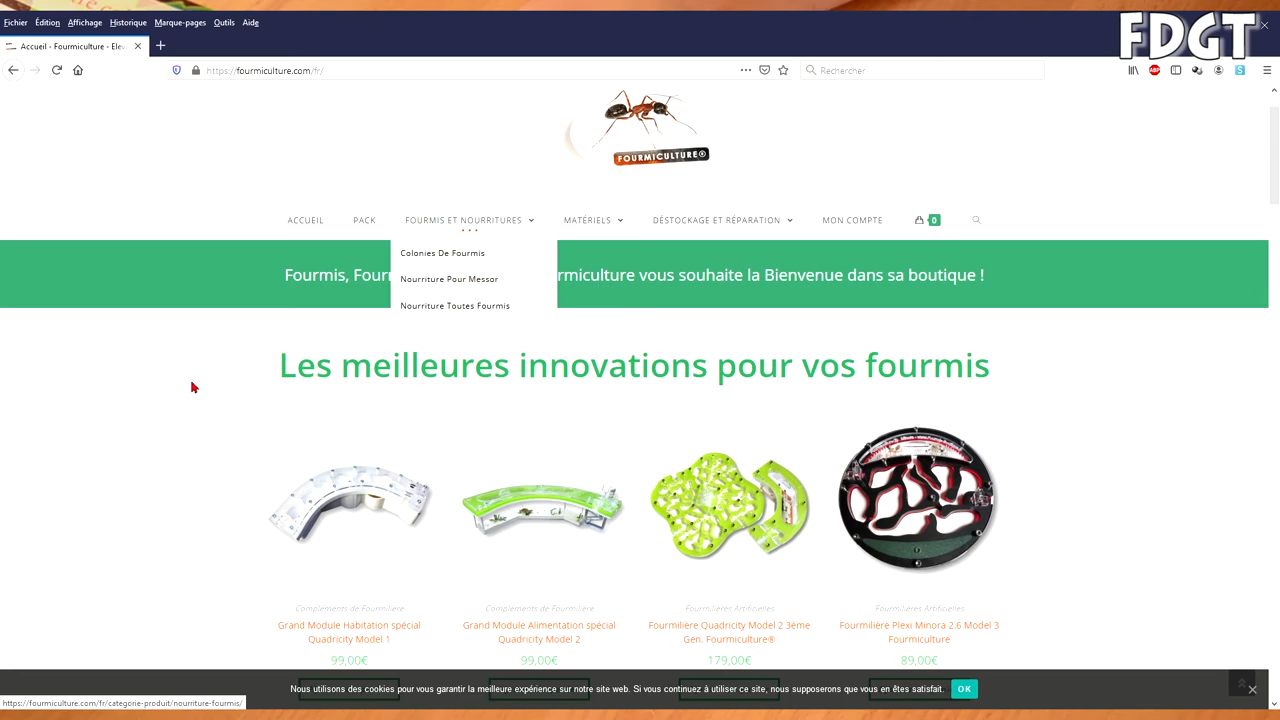 Fichier Édition Affichage Historique Marque-pages Outils Aide
FDGT
Accueil - Fourmiculture - Elev
https://fourmiculture.com/fr/
Rechercher
ABP
S
FOURMICULTURE®
ACCUEIL PACK FOURMIS ET NOURRITURES MATÉRIELS DÉSTOCKAGE ET RÉPARATION MON COMPTE 0
Colonies De Fourmis
Nourriture Pour Messor
Nourriture Toutes Fourmis
Fourmis, Four rmiculture vous souhaite la Bienvenue dans sa boutique !
Les meilleures innovations pour vos fourmis
Compléments de Fourmilière
Grand Module Habitation spécial
Quadricity Model 1
99,00€
Compléments de Fourmilière
Grand Module Alimentation spécial
Quadricity Model 2
99,00€
Fourmilières Artificielles
Fourmilière Quadricity Model 2 3ème
Gen. Fourmiculture®
179,00€
Fourmilières Artificielles
Fourmilière Plexi Minora 2.6 Model 3
Fourmiculture
89,00€
Nous utilisons des cookies pour vous garantir la meilleure expérience sur notre site web. Si vous continuez à utiliser ce site, nous supposerons que vous en êtes satisfait. OK
https://fourmiculture.com/fr/categorie-produit/nourriture-fourmis/